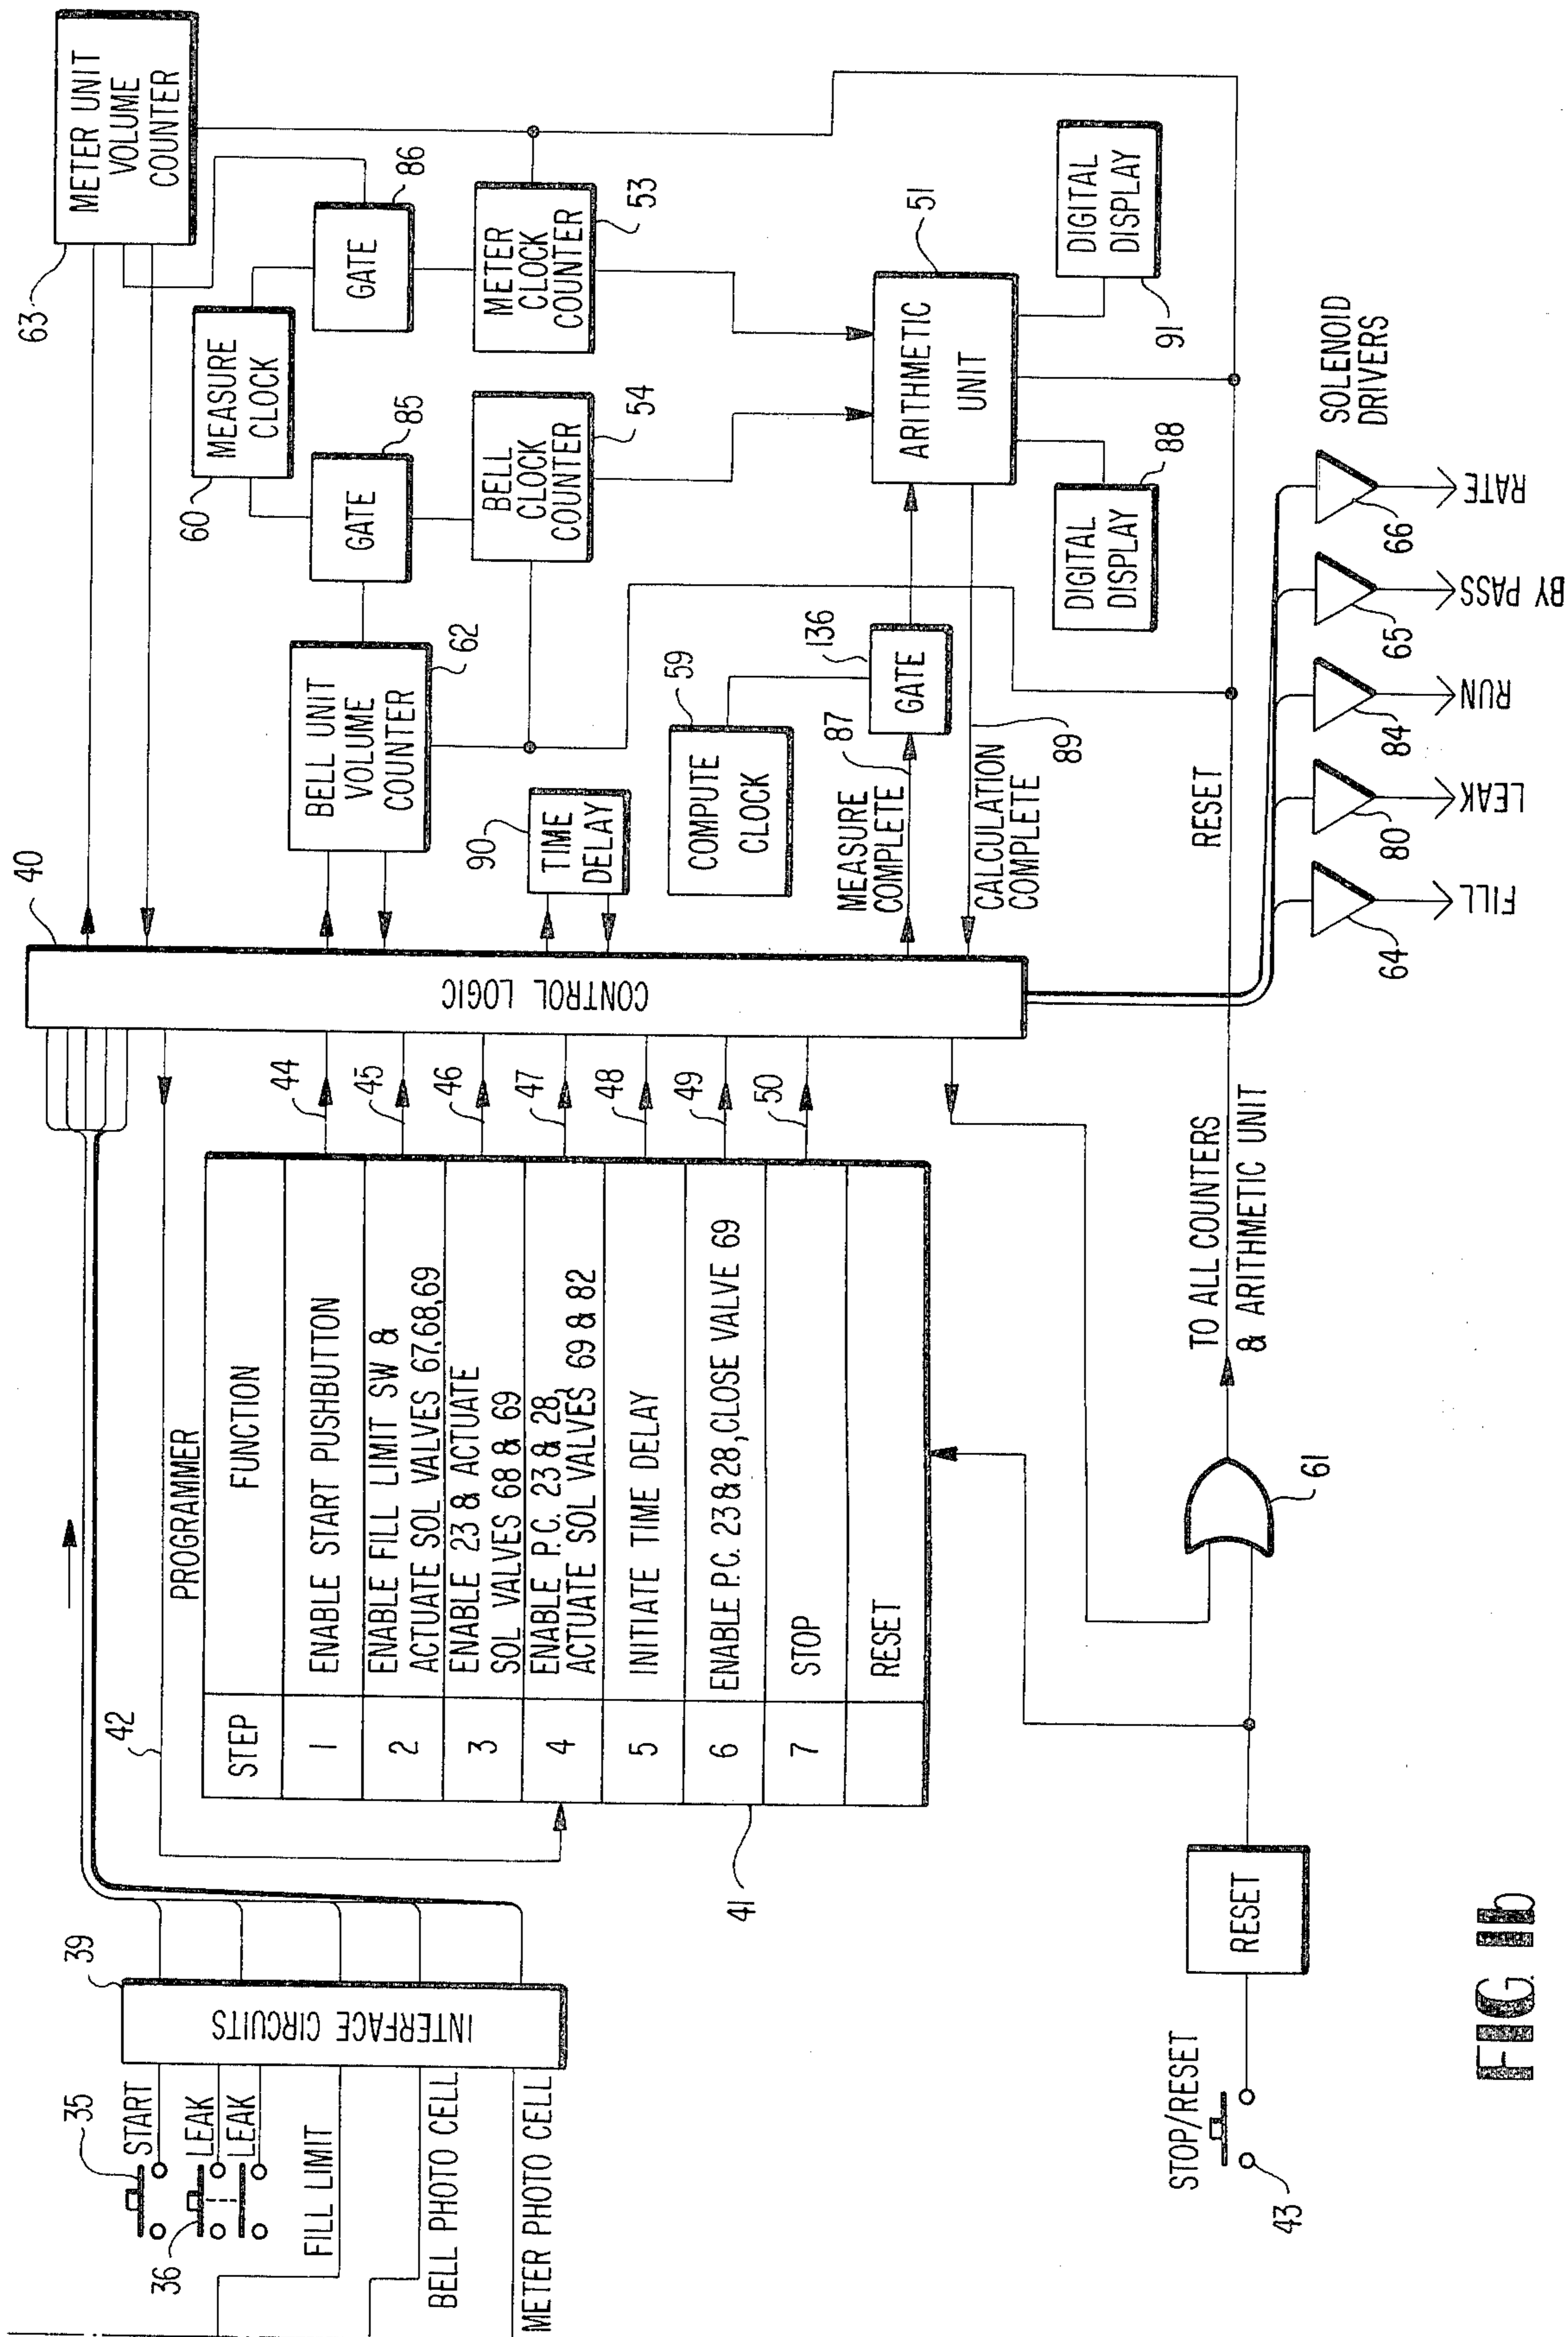 35
START
36
LEAK
LEAK
FILL LIMIT
BELL PHOTO CELL
METER PHOTO CELL
39
INTERFACE CIRCUITS
42
PROGRAMMER
STEP
FUNCTION
1
ENABLE START PUSHBUTTON
2
ENABLE FILL LIMIT SW &
ACTUATE SOL VALVES 67,68,69
3
ENABLE 23 & ACTUATE
SOL VALVES 68 & 69
4
ENABLE P.C. 23 & 28,
ACTUATE SOL VALVES 69 & 82
5
INITIATE TIME DELAY
6
ENABLE P.C. 23 & 28, CLOSE VALVE 69
7
STOP
RESET
41
44
45
46
47
48
49
50
40
CONTROL LOGIC
63
METER UNIT
VOLUME
COUNTER
60
MEASURE
CLOCK
86
GATE
85
GATE
53
METER
CLOCK
COUNTER
54
BELL
CLOCK
COUNTER
62
BELL UNIT
VOLUME
COUNTER
90
TIME
DELAY
59
COMPUTE
CLOCK
136
GATE
87
MEASURE
COMPLETE
CALCULATION
COMPLETE
89
51
ARITHMETIC
UNIT
DIGITAL
DISPLAY
88
DIGITAL
DISPLAY
91
RESET
STOP/RESET
43
RESET
61
TO ALL COUNTERS
& ARITHMETIC UNIT
SOLENOID
DRIVERS
64
80
84
65
66
FILL
LEAK
RUN
BY PASS
RATE
FIG 1b